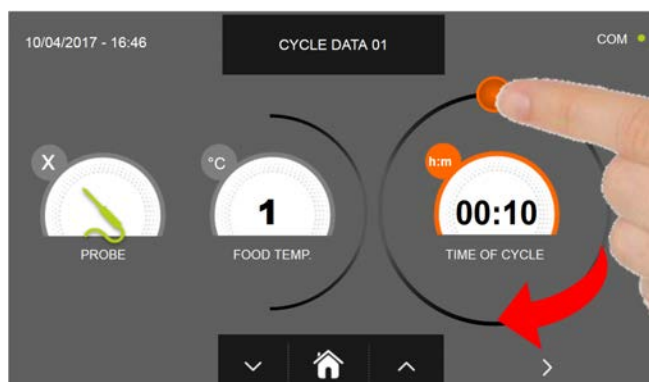 10/04/2017 - 16:46
CYCLE DATA 01
COM
X
°C
h:m
1
00:10
PROBE
FOOD TEMP.
TIME OF CYCLE